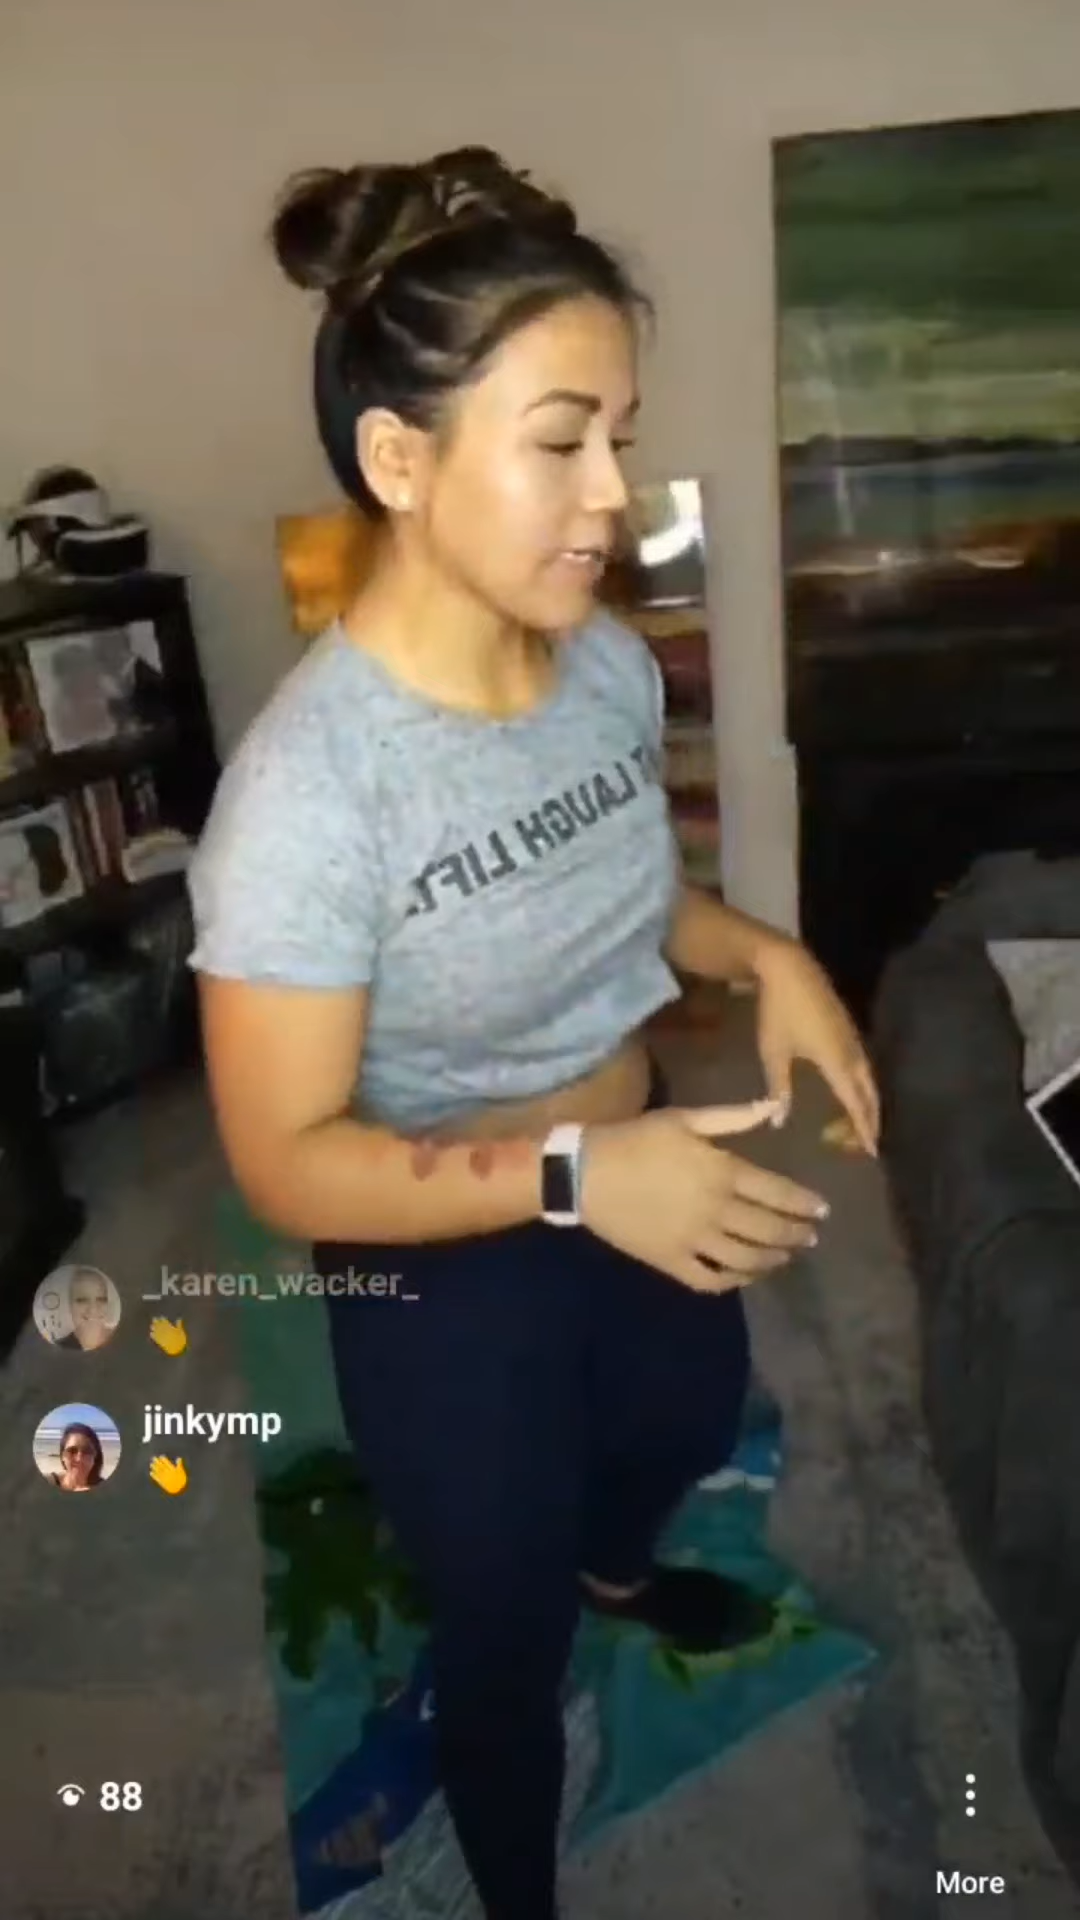 LAUGH LIFT
_karen_wacker_
👋
jinkymp
👋
88
More